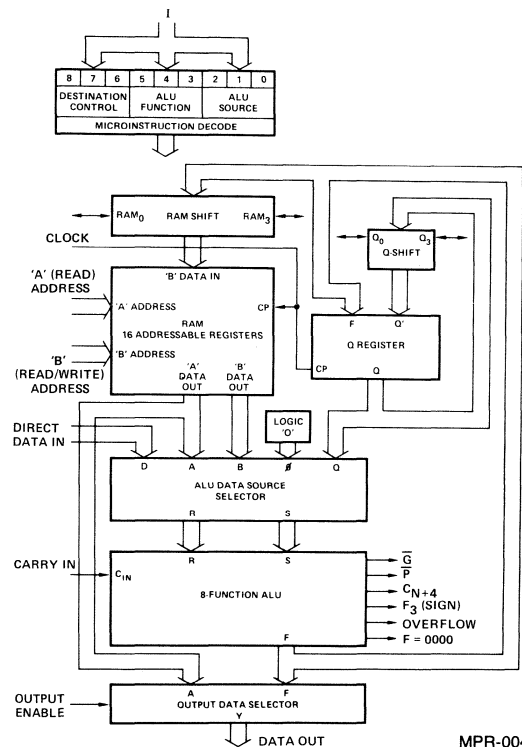 I
8 7 6 5 4 3 2 1 0
DESTINATION CONTROL
ALU FUNCTION
ALU SOURCE
MICROINSTRUCTION DECODE
RAM0 RAM SHIFT RAM3
Q0 Q3
Q-SHIFT
CLOCK
'A' (READ) ADDRESS
'B' DATA IN
'A' ADDRESS
CP
RAM
16 ADDRESSABLE REGISTERS
'B' ADDRESS
'B' (READ/WRITE) ADDRESS
'A' DATA OUT
'B' DATA OUT
F Q'
Q REGISTER
CP Q
LOGIC '0'
DIRECT DATA IN
D A B Ø Q
ALU DATA SOURCE SELECTOR
R S
R S
CARRY IN
CIN
8-FUNCTION ALU
F
G̅
P̅
CN+4
F3 (SIGN)
OVERFLOW
F = 0000
A F
OUTPUT ENABLE
OUTPUT DATA SELECTOR
Y
DATA OUT
MPR-004